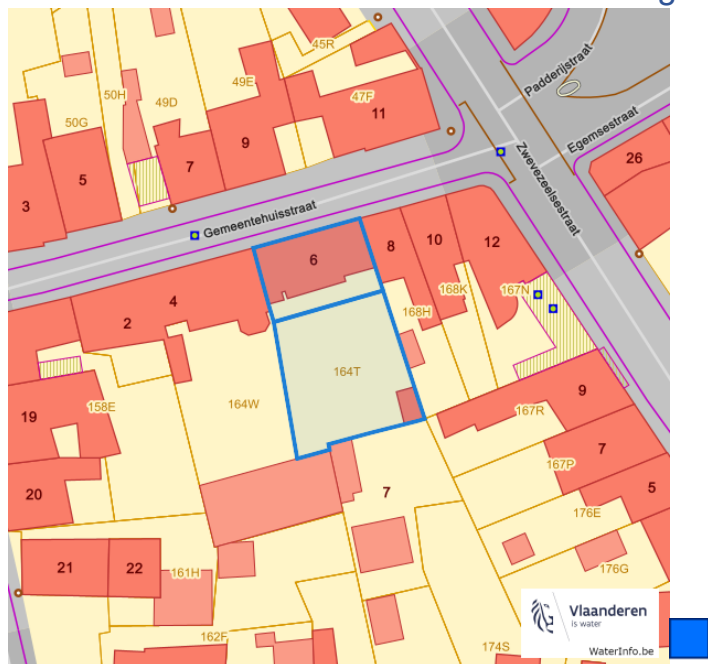 45R
11
Padderijstraat
49E
47F
50H
49D
50G
9
11
Egemsestraat
7
5
26
3
Zwevezeelsestraat
Gemeentehuisstraat
6
8
10
12
4
167N
168K
2
168H
164T
9
158E
164W
167R
19
7
167P
20
7
5
176E
21
22
161H
176G
Vlaanderen
is water
162F
174S
WaterInfo.be